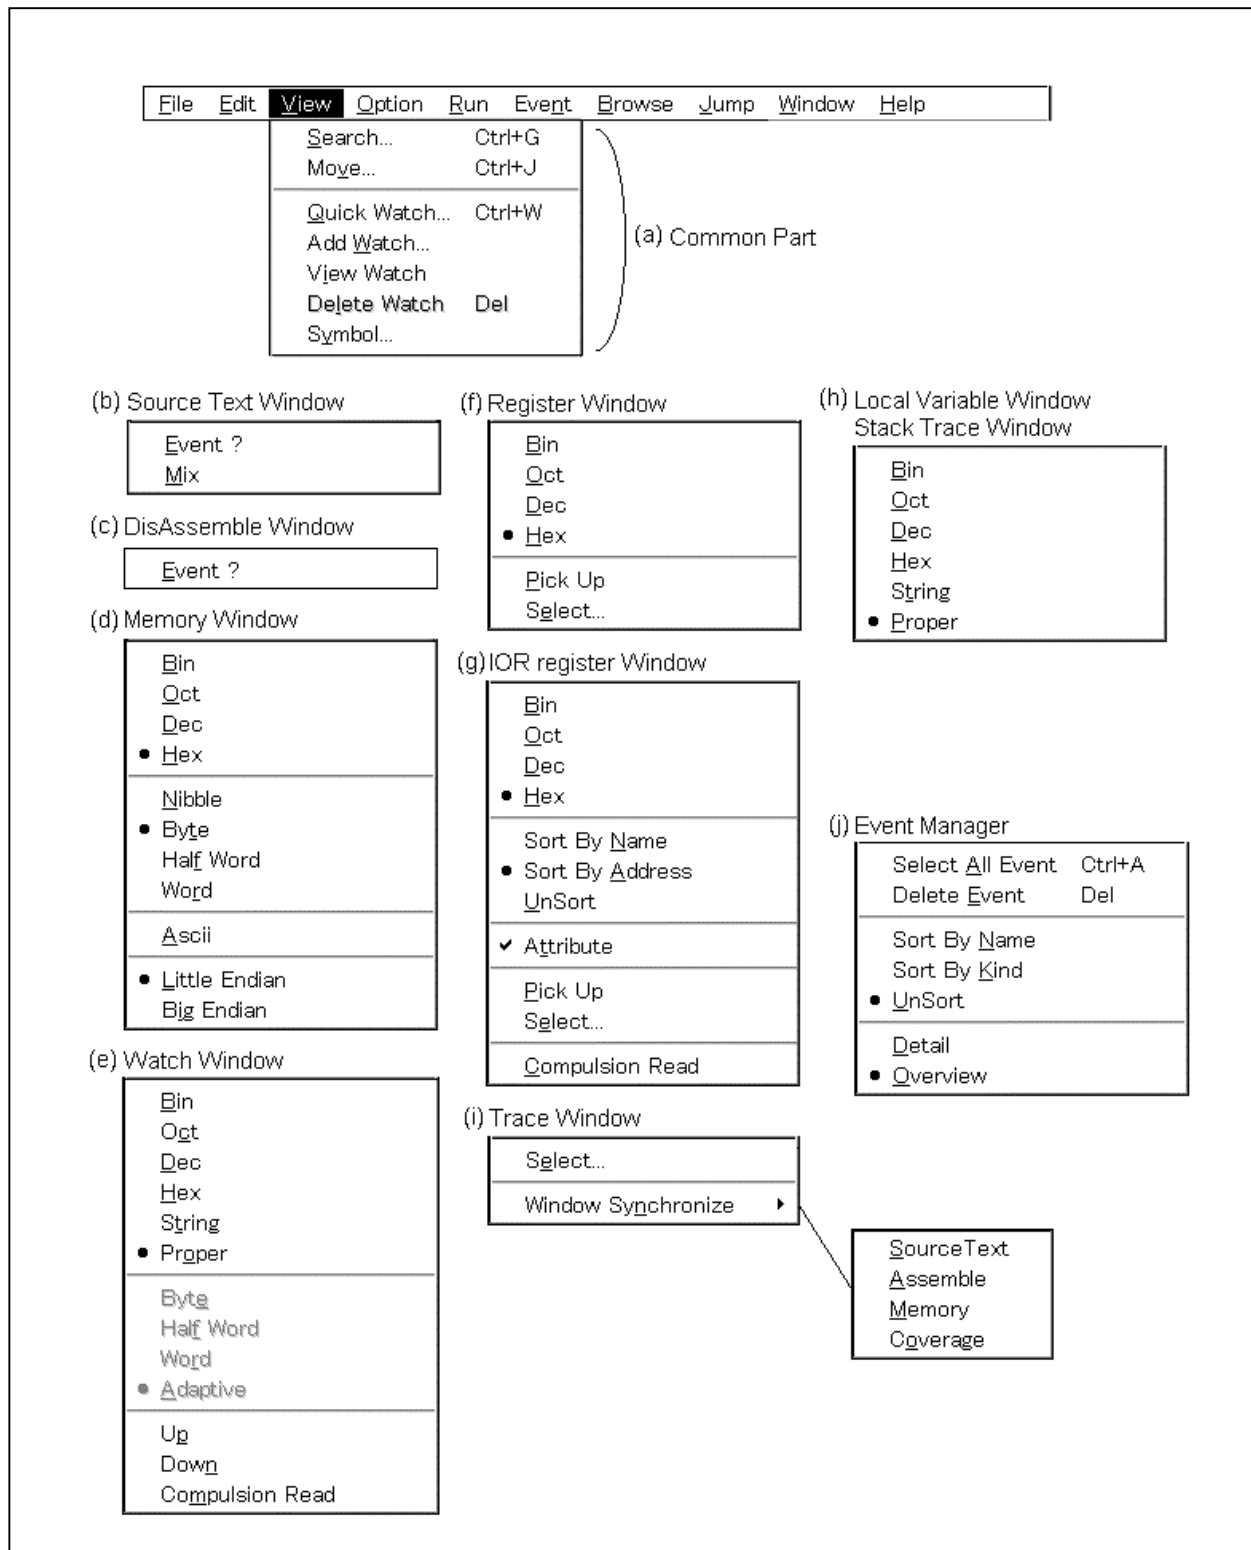 File Edit View Option Run Event Browse Jump Window Help
Search... Ctrl+G
Move... Ctrl+J
Quick Watch... Ctrl+W
Add Watch...
View Watch
Delete Watch Del
Symbol...
(a) Common Part
(b) Source Text Window
Event ?
Mix
(c) DisAssemble Window
Event ?
(d) Memory Window
Bin
Oct
Dec
• Hex
Nibble
• Byte
Half Word
Word
Ascii
• Little Endian
Big Endian
(e) Watch Window
Bin
Oct
Dec
Hex
String
• Proper
Byte
Half Word
Word
• Adaptive
Up
Down
Compulsion Read
(f) Register Window
Bin
Oct
Dec
• Hex
Pick Up
Select...
(g) IOR register Window
Bin
Oct
Dec
• Hex
Sort By Name
• Sort By Address
UnSort
✔ Attribute
Pick Up
Select...
Compulsion Read
(i) Trace Window
Select...
Window Synchronize ▶
SourceText
Assemble
Memory
Coverage
(h) Local Variable Window
Stack Trace Window
Bin
Oct
Dec
Hex
String
• Proper
(j) Event Manager
Select All Event Ctrl+A
Delete Event Del
Sort By Name
Sort By Kind
• UnSort
Detail
• Overview